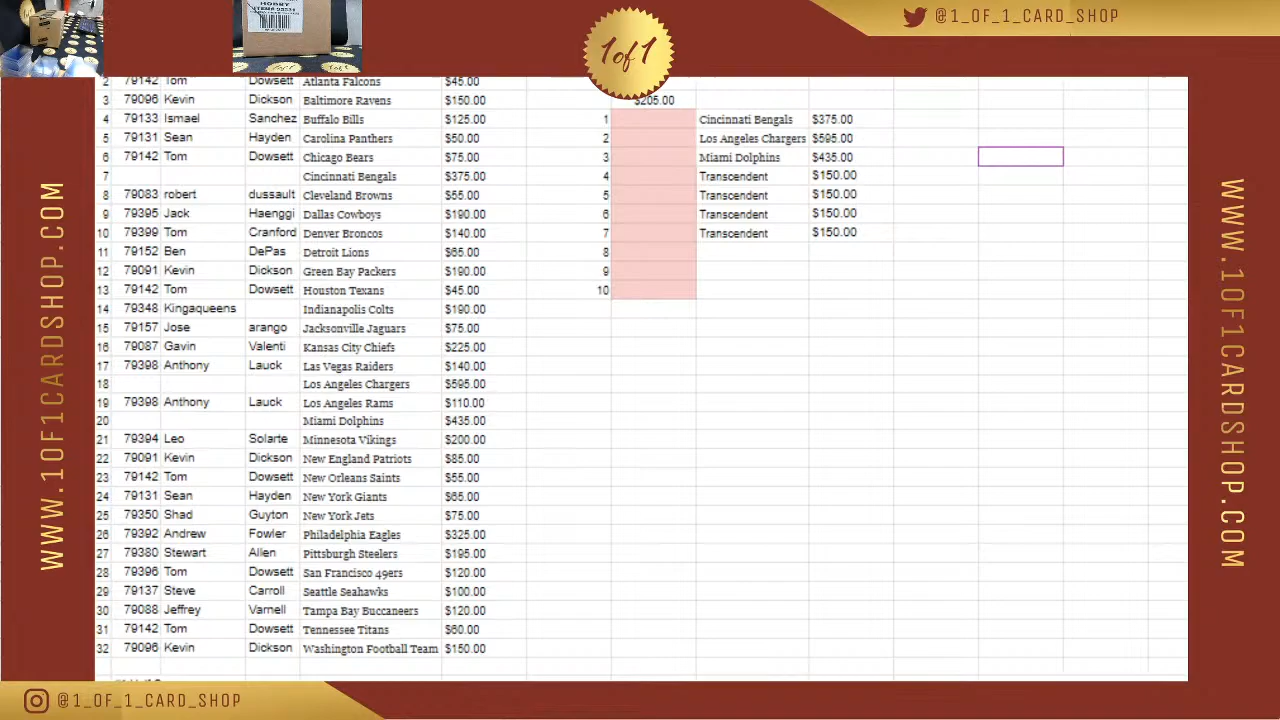 HOBBY
1 of 1
@1_OF_1_CARD_SHOP
WWW.1OF1CARDSHOP.COM
2 79142 Tom Dowsett Atlanta Falcons $45.00
3 79096 Kevin Dickson Baltimore Ravens $150.00 $205.00
4 79133 Ismael Sanchez Buffalo Bills $125.00 1 Cincinnati Bengals $375.00
5 79131 Sean Hayden Carolina Panthers $50.00 2 Los Angeles Chargers $595.00
6 79142 Tom Dowsett Chicago Bears $75.00 3 Miami Dolphins $435.00
7 Cincinnati Bengals $375.00 4 Transcendent $150.00
8 79083 robert dussault Cleveland Browns $55.00 5 Transcendent $150.00
9 79395 Jack Haenggi Dallas Cowboys $190.00 6 Transcendent $150.00
10 79399 Tom Cranford Denver Broncos $140.00 7 Transcendent $150.00
11 79152 Ben DePas Detroit Lions $65.00 8
12 79091 Kevin Dickson Green Bay Packers $190.00 9
13 79142 Tom Dowsett Houston Texans $45.00 10
14 79348 Kingaqueens Indianapolis Colts $190.00
15 79157 Jose arango Jacksonville Jaguars $75.00
16 79087 Gavin Valenti Kansas City Chiefs $225.00
17 79398 Anthony Lauck Las Vegas Raiders $140.00
18 Los Angeles Chargers $595.00
19 79398 Anthony Lauck Los Angeles Rams $110.00
20 Miami Dolphins $435.00
21 79394 Leo Solarte Minnesota Vikings $200.00
22 79091 Kevin Dickson New England Patriots $85.00
23 79142 Tom Dowsett New Orleans Saints $55.00
24 79131 Sean Hayden New York Giants $65.00
25 79350 Shad Guyton New York Jets $75.00
26 79392 Andrew Fowler Philadelphia Eagles $325.00
27 79380 Stewart Allen Pittsburgh Steelers $195.00
28 79396 Tom Dowsett San Francisco 49ers $120.00
29 79137 Steve Carroll Seattle Seahawks $100.00
30 79088 Jeffrey Varnell Tampa Bay Buccaneers $120.00
31 79142 Tom Dowsett Tennessee Titans $60.00
32 79096 Kevin Dickson Washington Football Team $150.00
WWW.1OF1CARDSHOP.COM
@1_OF_1_CARD_SHOP